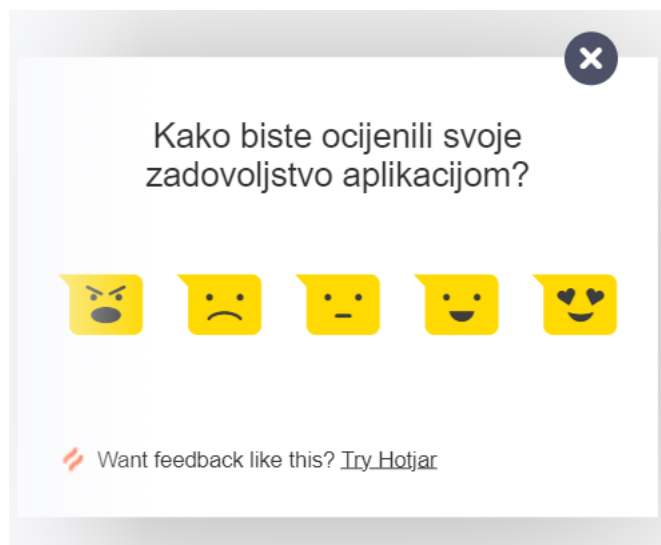 Kako biste ocijenili svoje
zadovoljstvo aplikacijom?
Want feedback like this? Try Hotjar